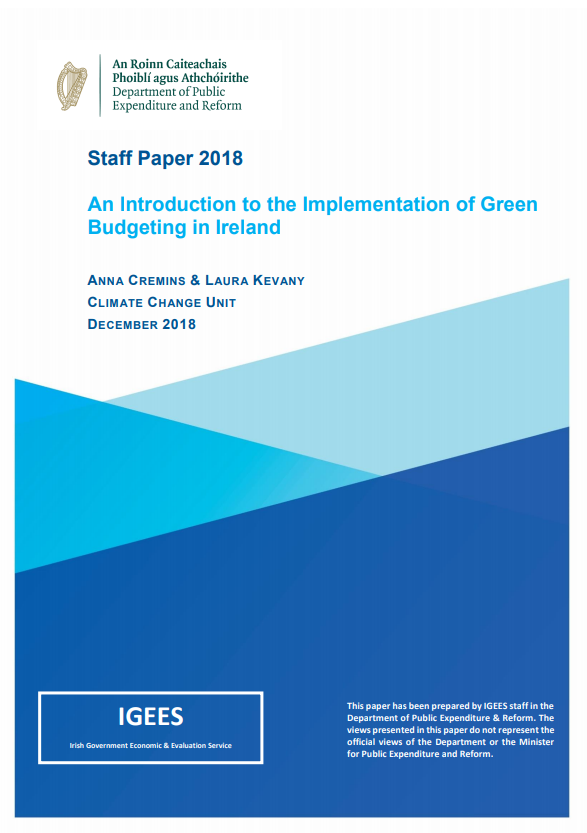 An Roinn Caiteachais
Phoiblí agus Athchóirithe
Department of Public
Expenditure and Reform
Staff Paper 2018
An Introduction to the Implementation of Green
Budgeting in Ireland
ANNA CREMINS & LAURA KEVANY
CLIMATE CHANGE UNIT
DECEMBER 2018
IGEES
Irish Government Economic & Evaluation Service
This paper has been prepared by IGEES staff in the
Department of Public Expenditure & Reform. The
views presented in this paper do not represent the
official views of the Department or the Minister
for Public Expenditure and Reform.